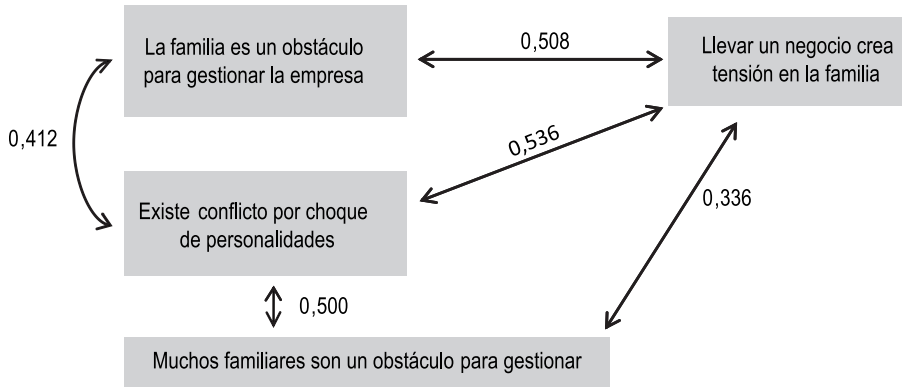 La familia es un obstáculo
para gestionar la empresa
0,508
Llevar un negocio crea
tensión en la familia
0,412
0,536
Existe conflicto por choque
de personalidades
0,336
0,500
Muchos familiares son un obstáculo para gestionar